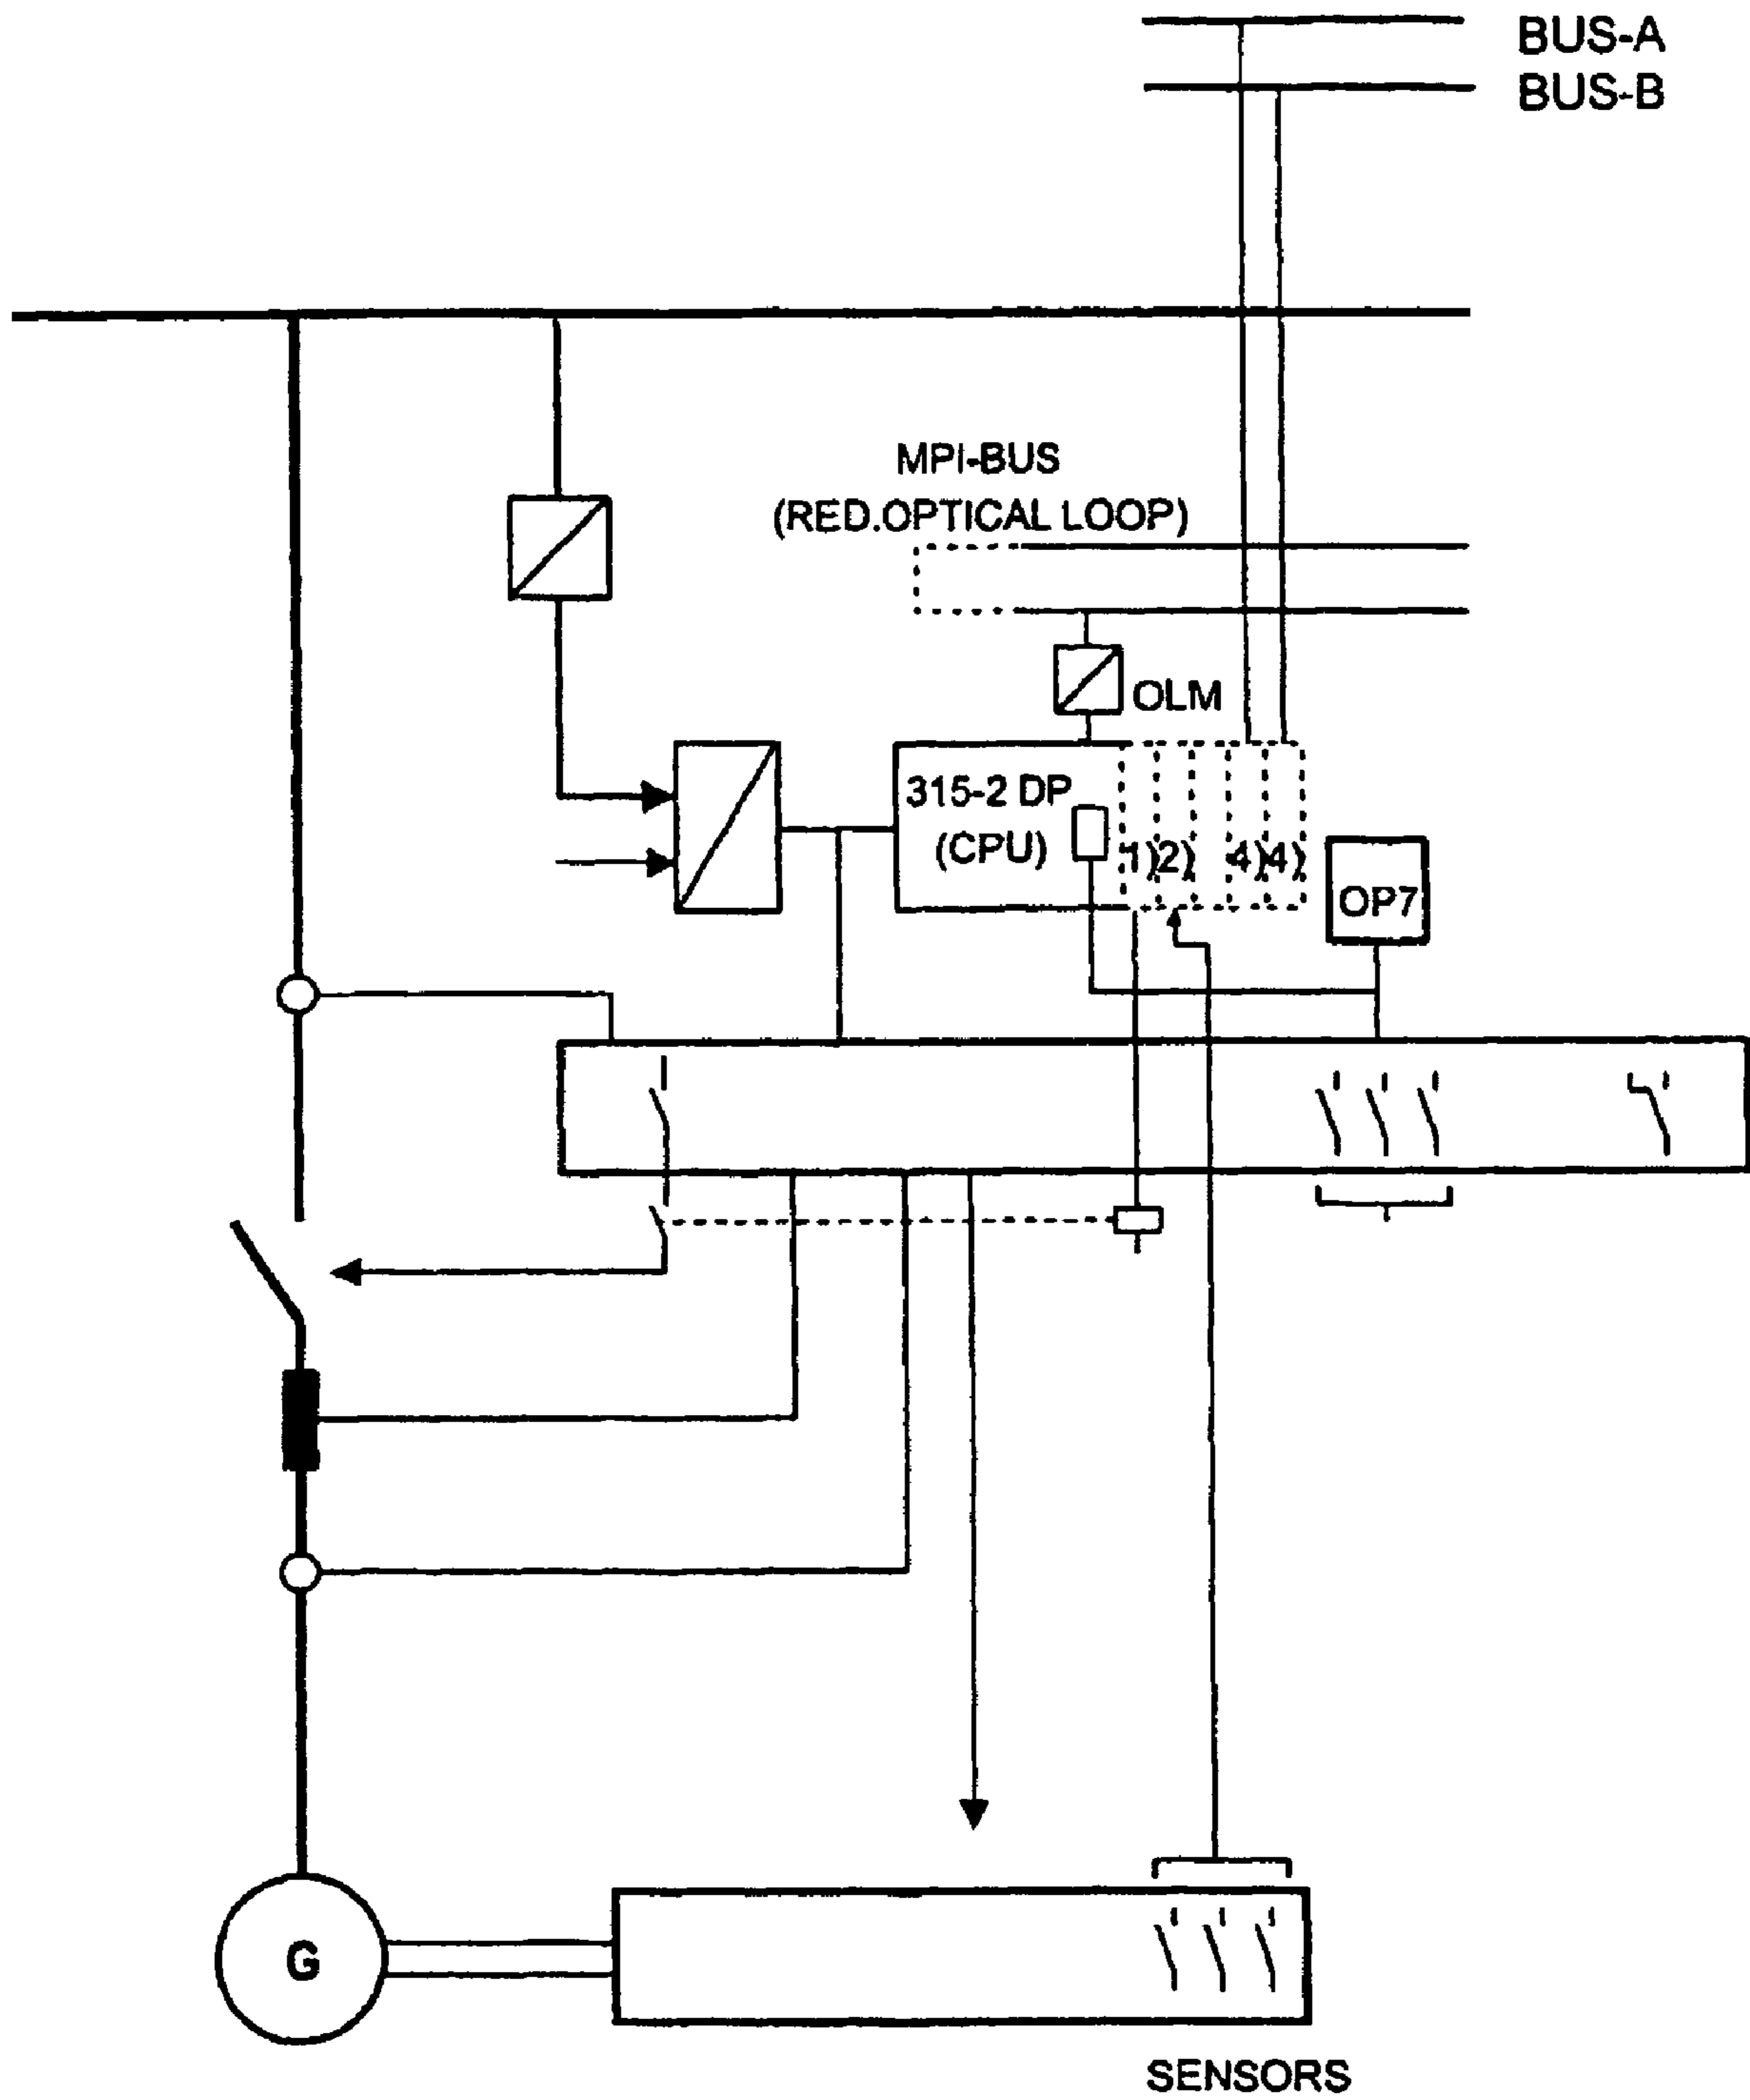 BUS-A
BUS-B
MPI-BUS
(RED.OPTICAL LOOP)
OLM
315-2 DP
(CPU)
1)2)
4)4)
OP7
G
SENSORS